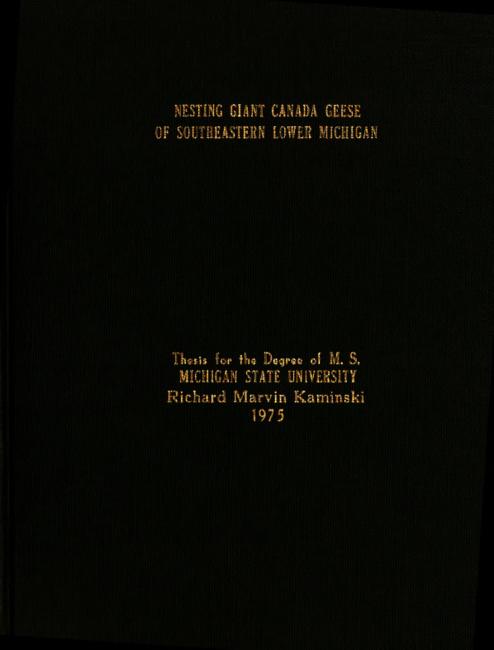 NESTING GIANT CANADA GEESE
OF SOUTHEASTERN LOWER MICHIGAN
Thesis for the Degree of M. S.
MICHIGAN STATE UNIVERSITY
Richard Marvin Kaminski
1975